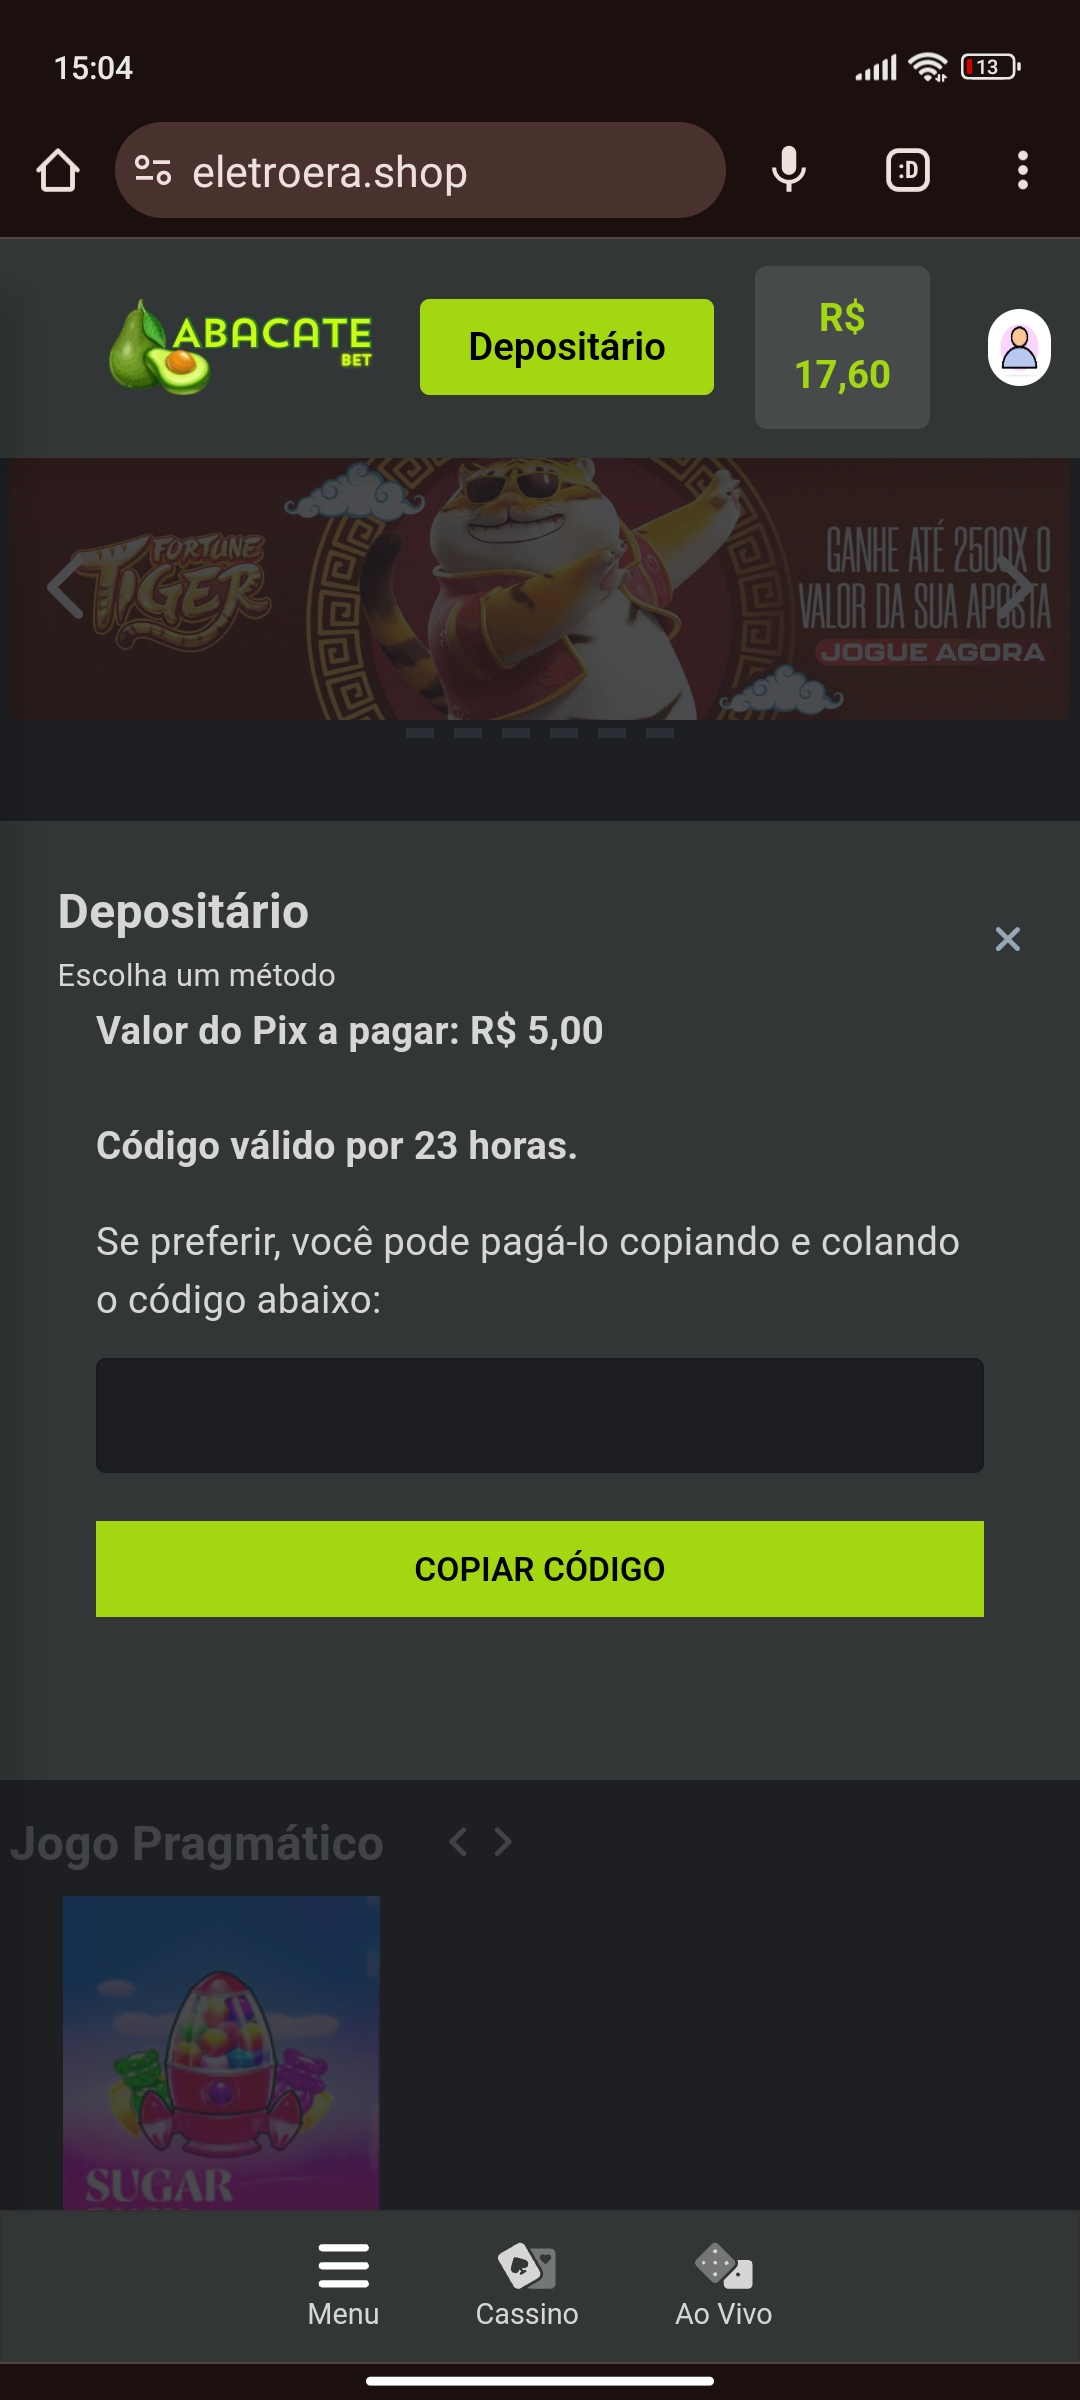 15:04
13
eletroera.shop
:D
ABACATE
BET
Depositário
R$
17,60
FORTUNE
TIGER
GANHE ATÉ 2500X O
VALOR DA SUA APOSTA
JOGUE AGORA
Depositário
Escolha um método
Valor do Pix a pagar: R$ 5,00
Código válido por 23 horas.
Se preferir, você pode pagá-lo copiando e colando
o código abaixo:
COPIAR CÓDIGO
Jogo Pragmático
SUGAR
Menu
Cassino
Ao Vivo